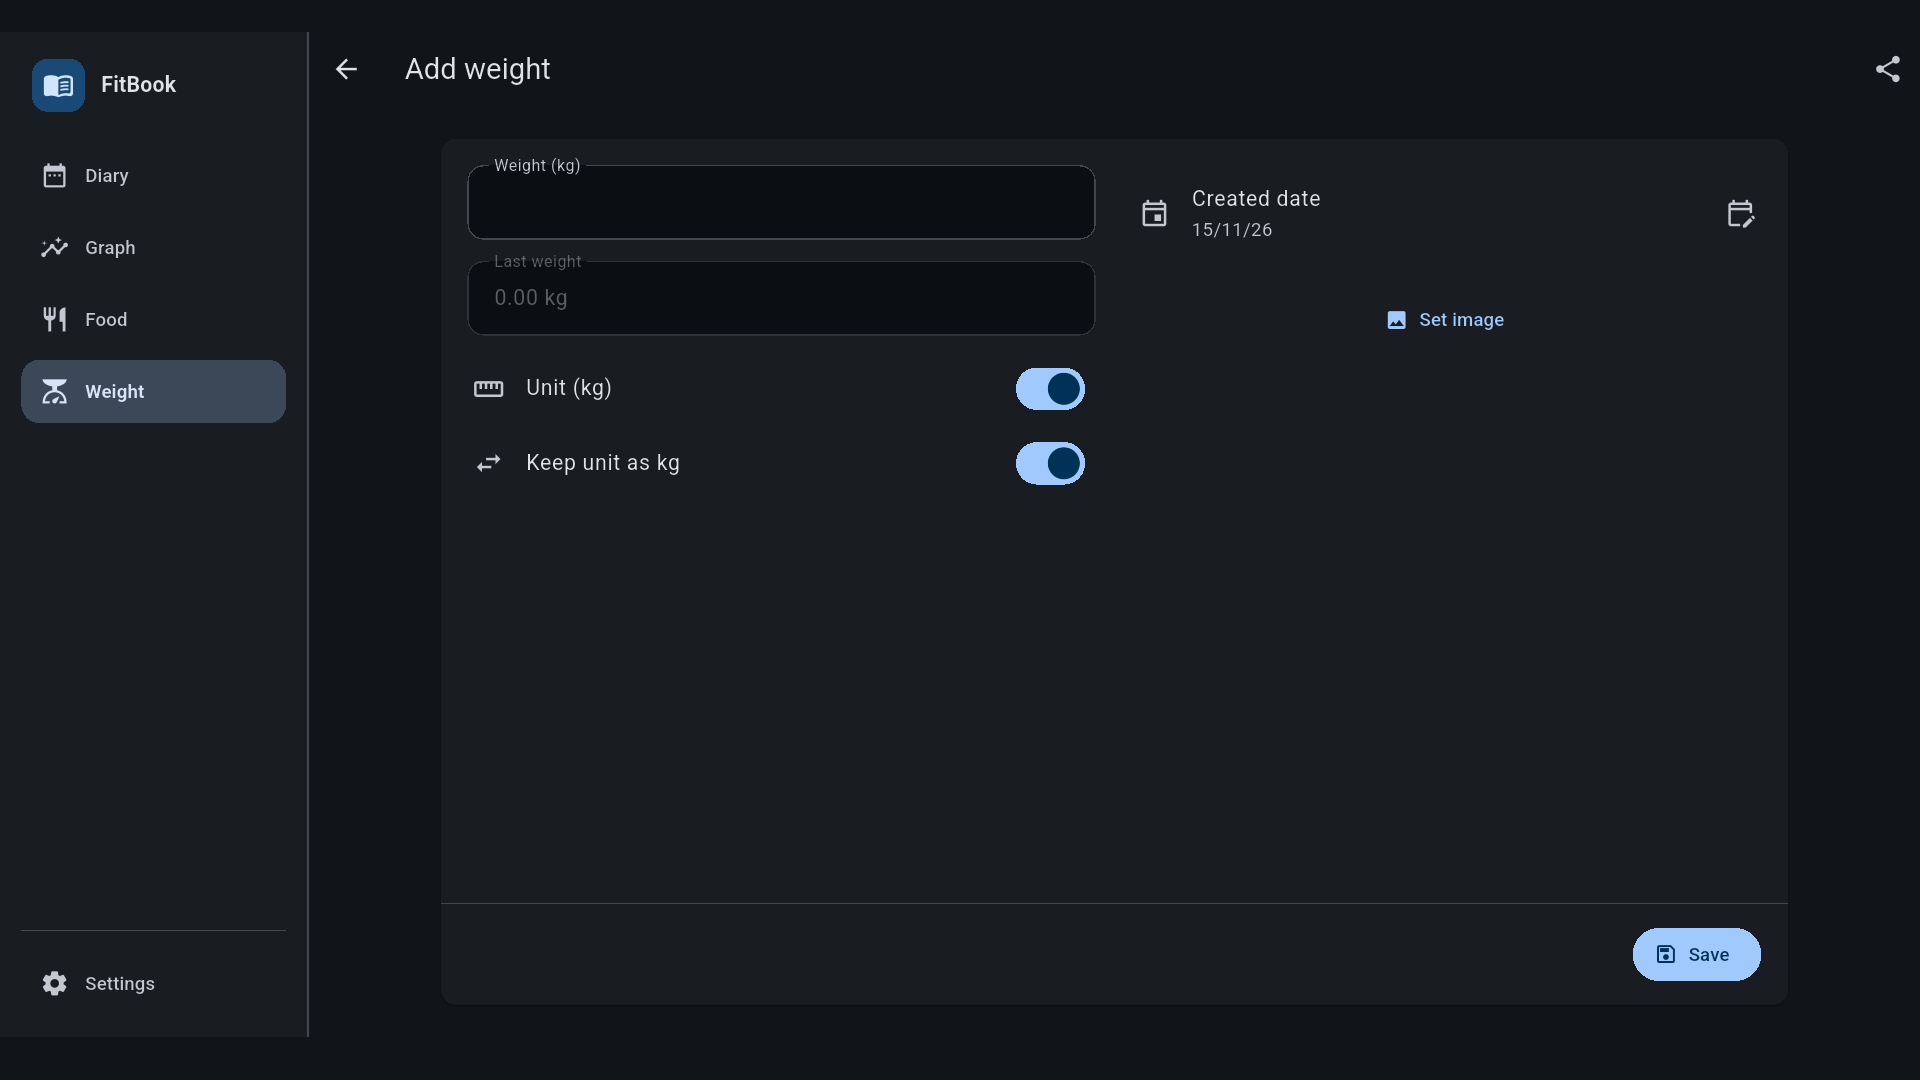 FitBook
Diary
Graph
Food
Weight
Settings
Add weight
Weight (kg)
Last weight
0.00 kg
Unit (kg)
Keep unit as kg
Created date
15/11/26
Set image
Save